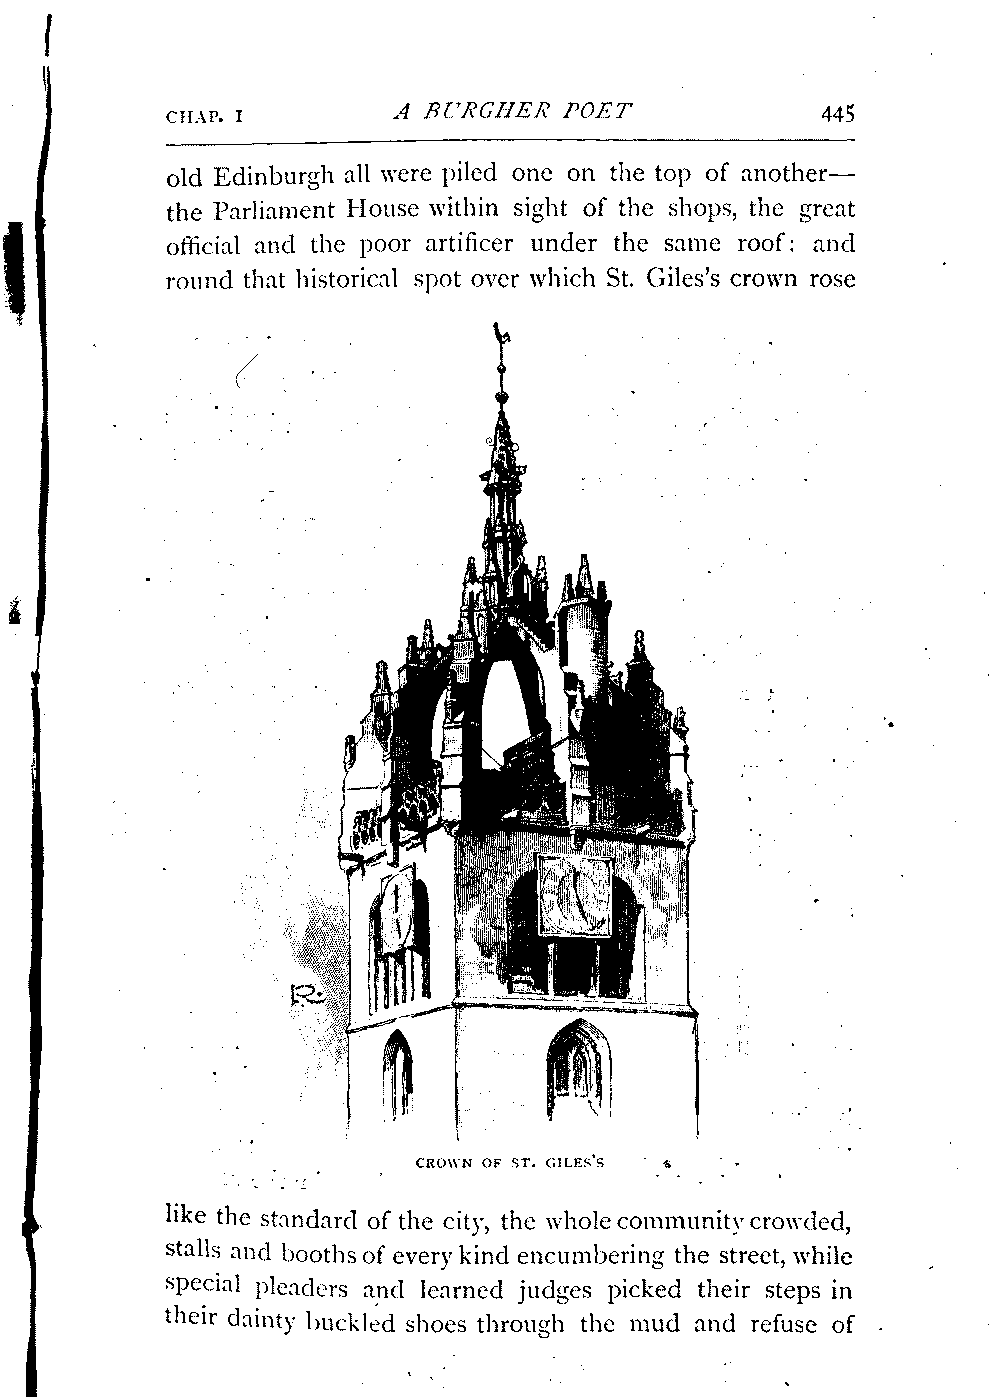 CHAP. I A BURGHER POET 445
old Edinburgh all were piled one on the top of another—
the Parliament House within sight of the shops, the great
official and the poor artificer under the same roof; and
round that historical spot over which St. Giles's crown rose
R.
CROWN OF ST. GILES'S
like the standard of the city, the whole community crowded,
stalls and booths of every kind encumbering the street, while
special pleaders and learned judges picked their steps in
their dainty buckled shoes through the mud and refuse of